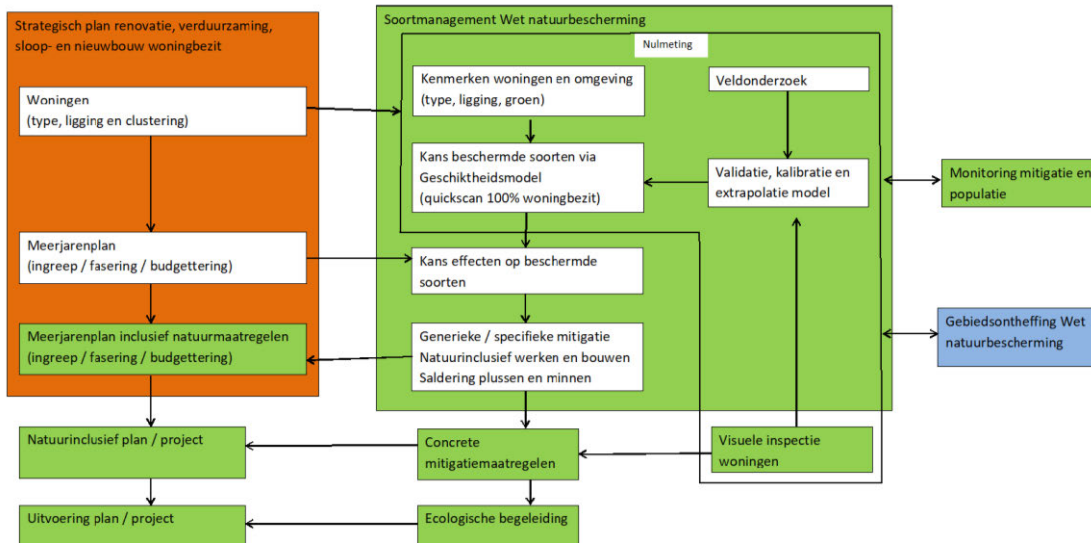 Strategisch plan renovatie, verduurzaming,
sloop- en nieuwbouw woningbezit
Woningen
(type, ligging en clustering)
Meerjarenplan
(ingreep / fasering / budgettering)
Meerjarenplan inclusief natuurmaatregelen
(ingreep / fasering / budgettering)
Natuurinclusief plan / project
Uitvoering plan / project
Soortmanagement Wet natuurbescherming
Nulmeting
Kenmerken woningen en omgeving
(type, ligging, groen)
Veldonderzoek
Kans beschermde soorten via
Geschiktheidsmodel
(quickscan 100% woningbezit)
Validatie, kalibratie en
extrapolatie model
Kans effecten op beschermde
soorten
Generieke / specifieke mitigatie
Natuurinclusief werken en bouwen
Saldering plussen en minnen
Concrete
mitigatiemaatregelen
Visuele inspectie
woningen
Ecologische begeleiding
Monitoring mitigatie en
populatie
Gebiedsontheffing Wet
natuurbescherming